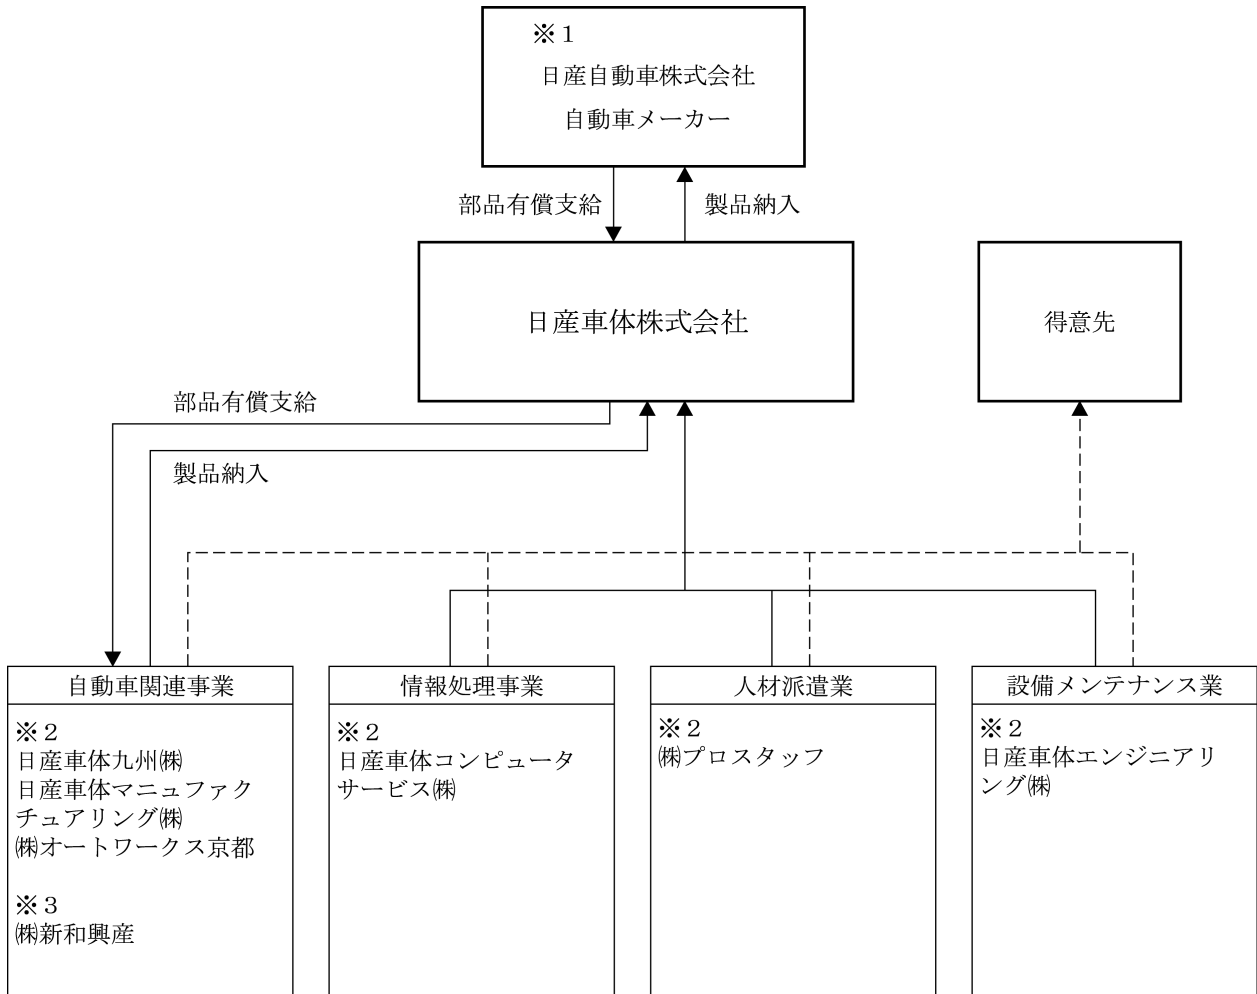 ※１
日産自動車株式会社
自動車メーカー
部品有償支給
製品納入
日産車体株式会社
得意先
部品有償支給
製品納入
自動車関連事業
※２
日産車体九州㈱
日産車体マニュファク
チュアリング㈱
㈱オートワークス京都
※３
㈱新和興産
情報処理事業
※２
日産車体コンピュータ
サービス㈱
人材派遣業
※２
㈱プロスタッフ
設備メンテナンス業
※２
日産車体エンジニアリ
ング㈱